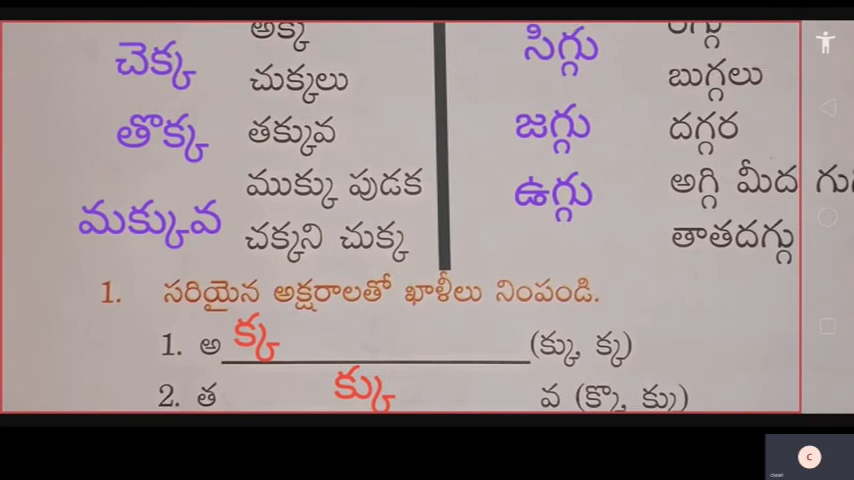 అక్క
చెక్క
చుక్కలు
తొక్క
తక్కువ
ముక్కు పుడక
మక్కువ
చక్కని చుక్క
సిగ్గు
బుగ్గలు
జగ్గు
దగ్గర
ఉగ్గు
అగ్గి మీద
తాతదగ్గు
1. సరియైన అక్షరాలతో ఖాళీలు నింపండి.
1. అ క్క (క్కు, క్క)
2. త క్కు వ (క్కొ, క్కు)